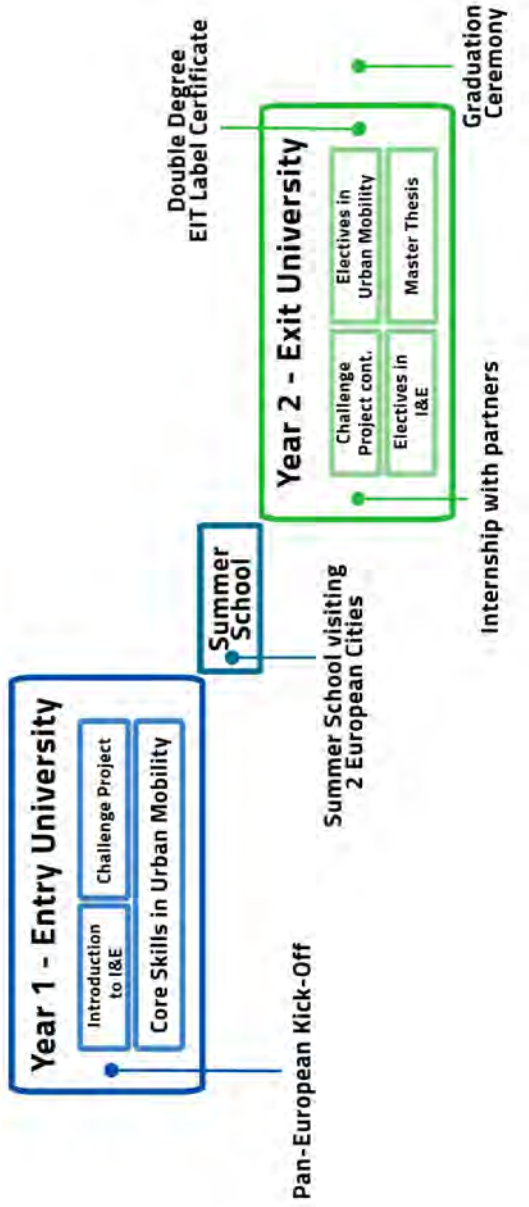 Year 1 - Entry University
Introduction
to I&E
Challenge Project
Core Skills in Urban Mobility
Pan-European Kick-Off
Summer
School
Summer School visiting
2 European Cities
Year 2 - Exit University
Challenge
Project cont.
Electives in
Urban Mobility
Electives in
I&E
Master Thesis
Internship with partners
Double Degree
EIT Label Certificate
Graduation
Ceremony